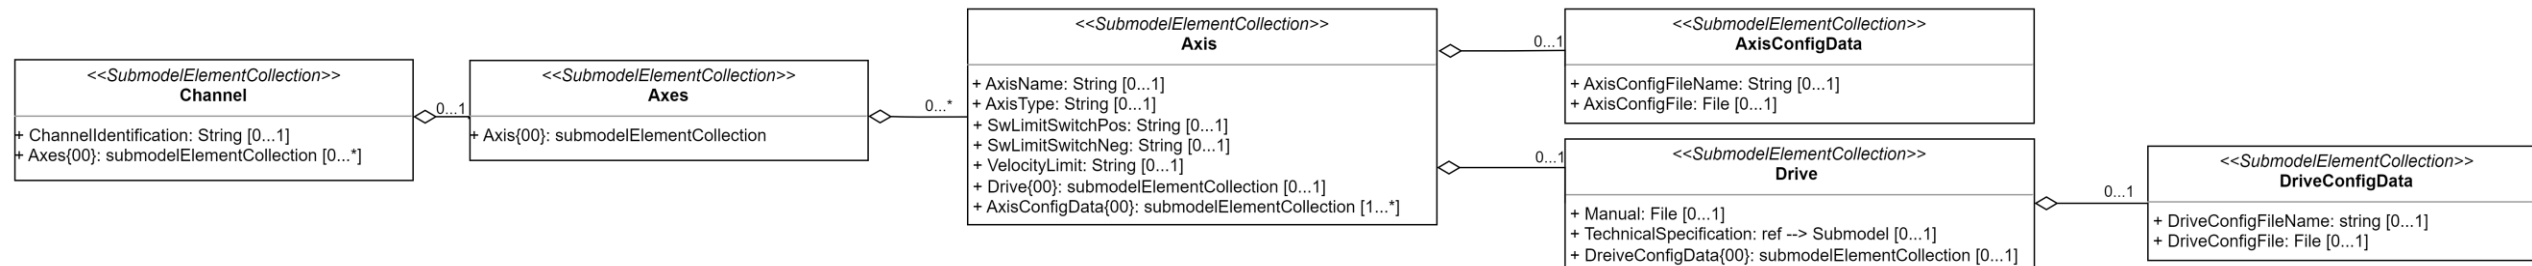 <<SubmodelElementCollection>>
Channel
+ ChannelIdentification: String [0...1]
+ Axes{00}: submodelElementCollection [0...*]
0...1
<<SubmodelElementCollection>>
Axes
+ Axis{00}: submodelElementCollection
0...*
<<SubmodelElementCollection>>
Axis
+ AxisName: String [0...1]
+ AxisType: String [0...1]
+ SwLimitSwitchPos: String [0...1]
+ SwLimitSwitchNeg: String [0...1]
+ VelocityLimit: String [0...1]
+ Drive{00}: submodelElementCollection [0...1]
+ AxisConfigData{00}: submodelElementCollection [1...*]
0...1
<<SubmodelElementCollection>>
AxisConfigData
+ AxisConfigFileName: String [0...1]
+ AxisConfigFile: File [0...1]
0...1
<<SubmodelElementCollection>>
Drive
+ Manual: File [0...1]
+ TechnicalSpecification: ref --> Submodel [0...1]
+ DreiveConfigData{00}: submodelElementCollection [0...1]
0...1
<<SubmodelElementCollection>>
DriveConfigData
+ DriveConfigFileName: string [0...1]
+ DriveConfigFile: File [0...1]